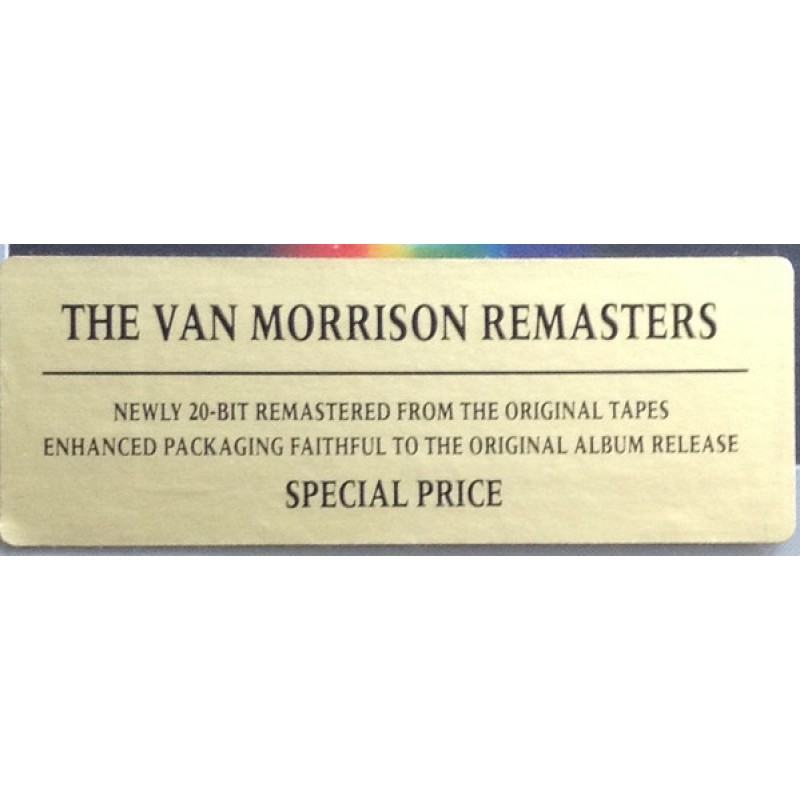 THE VAN MORRISON REMASTERS
NEWLY 20-BIT REMASTERED FROM THE ORIGINAL TAPES
ENHANCED PACKAGING FAITHFUL TO THE ORIGINAL ALBUM RELEASE
SPECIAL PRICE